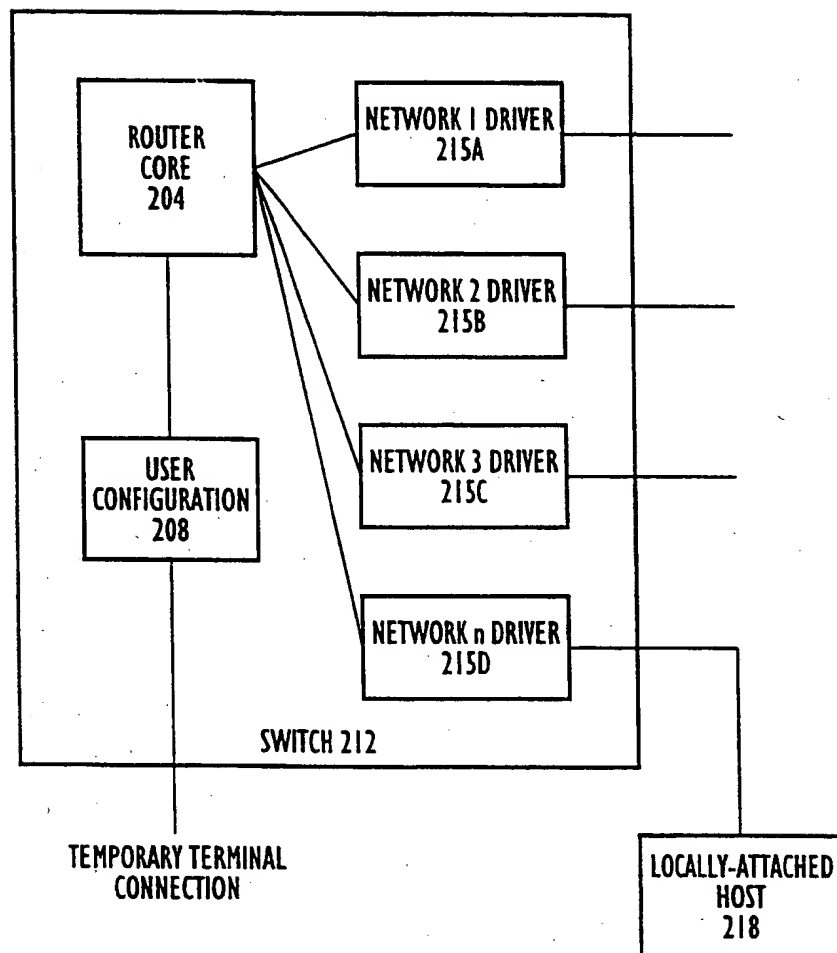 ROUTER
CORE
204
NETWORK 1 DRIVER
215A
NETWORK 2 DRIVER
215B
NETWORK 3 DRIVER
215C
USER
CONFIGURATION
208
NETWORK n DRIVER
215D
SWITCH 212
TEMPORARY TERMINAL
CONNECTION
LOCALLY-ATTACHED
HOST
218